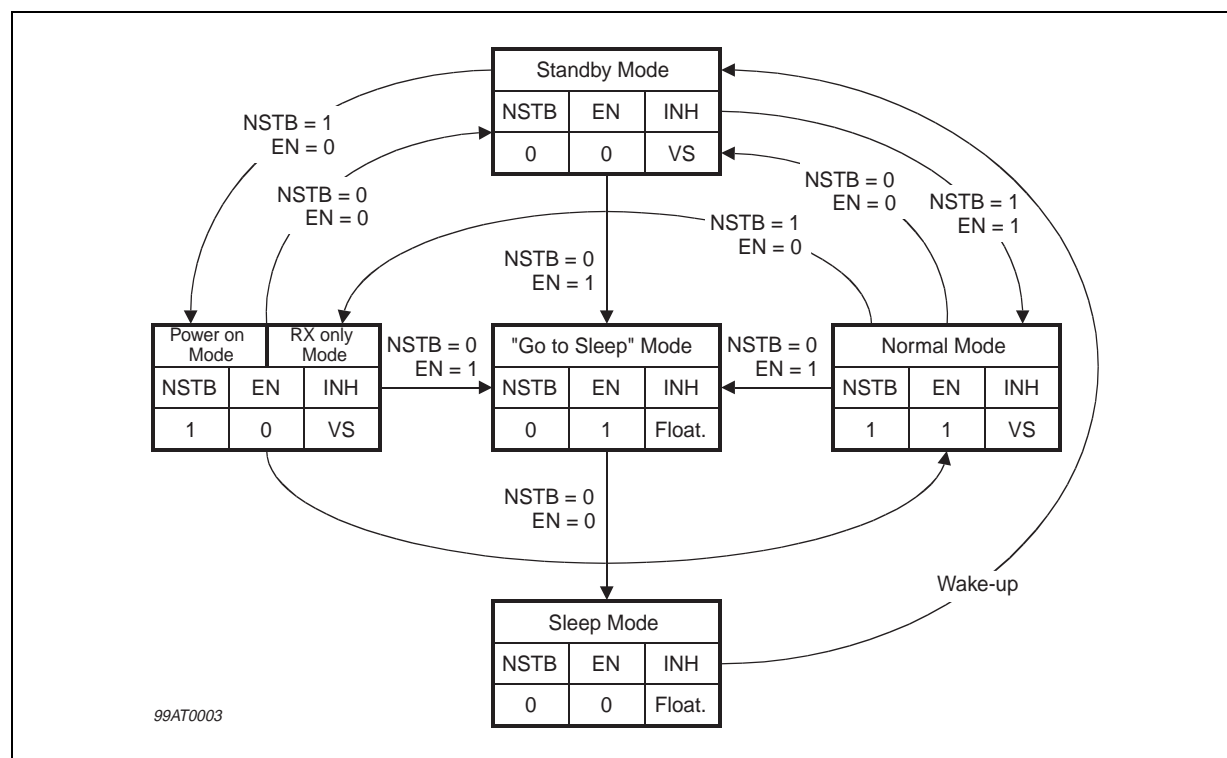 Standby Mode
NSTB EN INH
0 0 VS
NSTB = 1
EN = 0
NSTB = 0
EN = 0
NSTB = 0
EN = 0
NSTB = 1
EN = 1
NSTB = 1
EN = 0
NSTB = 0
EN = 1
Power on
Mode
RX only
Mode
NSTB EN INH
1 0 VS
NSTB = 0
EN = 1
"Go to Sleep" Mode
NSTB EN INH
0 1 Float.
NSTB = 0
EN = 1
Normal Mode
NSTB EN INH
1 1 VS
NSTB = 0
EN = 0
Wake-up
Sleep Mode
NSTB EN INH
0 0 Float.
99AT0003